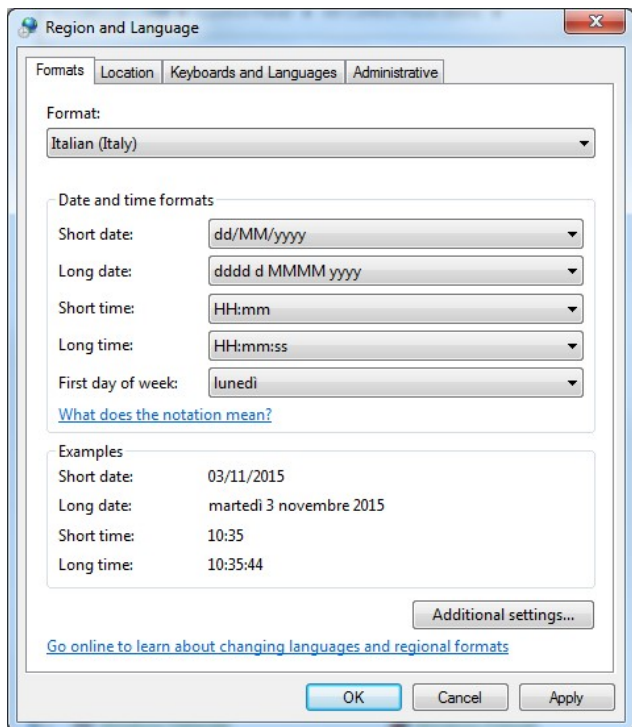 Region and Language
Formats Location Keyboards and Languages Administrative
Format:
Italian (Italy)
Date and time formats
Short date: dd/MM/yyyy
Long date: dddd d MMMM yyyy
Short time: HH:mm
Long time: HH:mm:ss
First day of week: lunedì
What does the notation mean?
Examples
Short date: 03/11/2015
Long date: martedì 3 novembre 2015
Short time: 10:35
Long time: 10:35:44
Additional settings...
Go online to learn about changing languages and regional formats
OK Cancel Apply